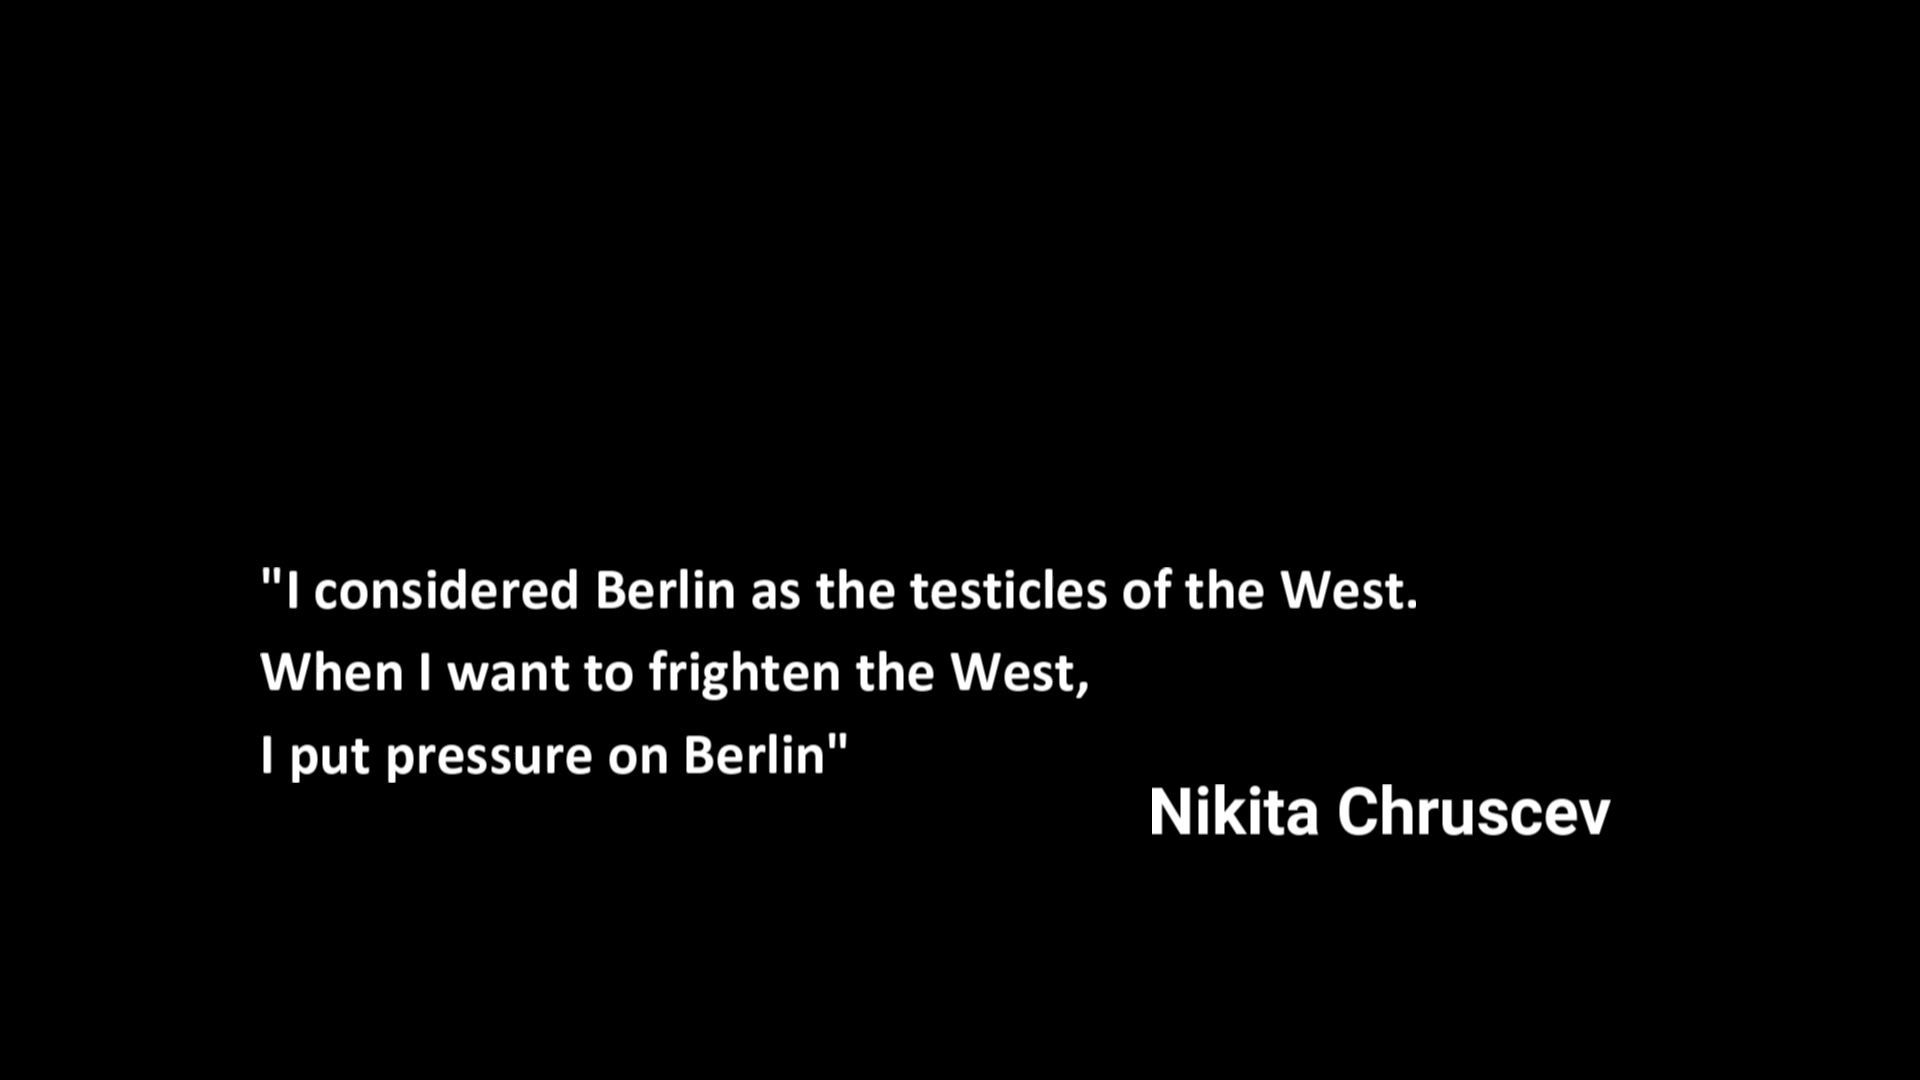 "I considered Berlin as the testicles of the West.
When I want to frighten the West,
I put pressure on Berlin"
Nikita Chruscev